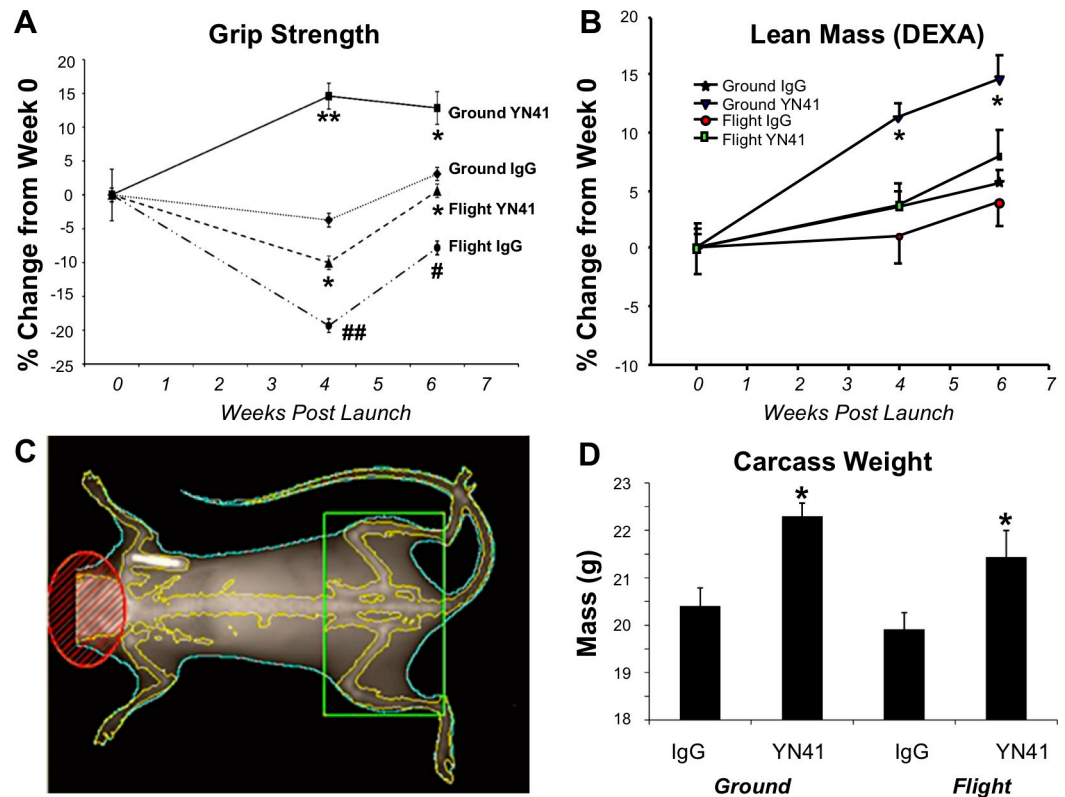 A
Grip Strength
% Change from Week 0
20
15
10
5
0
-5
-10
-15
-20
-25
**
*
*
*
##
#
Ground YN41
Ground IgG
Flight YN41
Flight IgG
0 1 2 3 4 5 6 7
Weeks Post Launch
B
Lean Mass (DEXA)
% Change from Week 0
20
15
10
5
0
-5
-10
Ground IgG
Ground YN41
Flight IgG
Flight YN41
*
*
0 1 2 3 4 5 6 7
Weeks Post Launch
C
D
Carcass Weight
Mass (g)
23
22
21
20
19
18
*
*
IgG YN41 IgG YN41
Ground Flight